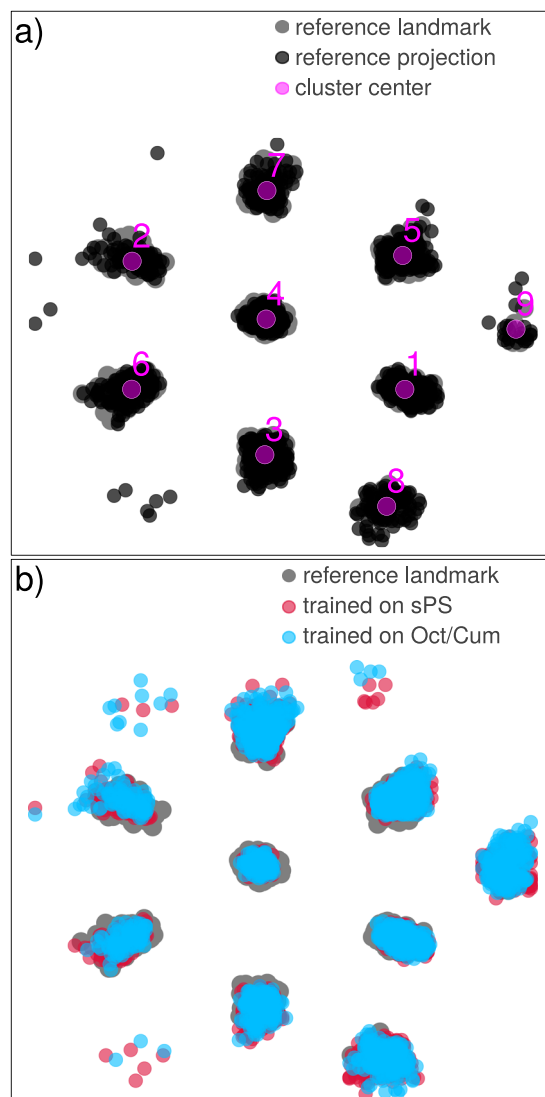 a)
reference landmark
reference projection
cluster center
7
2
5
4
9
6
1
3
8
b)
reference landmark
trained on sPS
trained on Oct/Cum